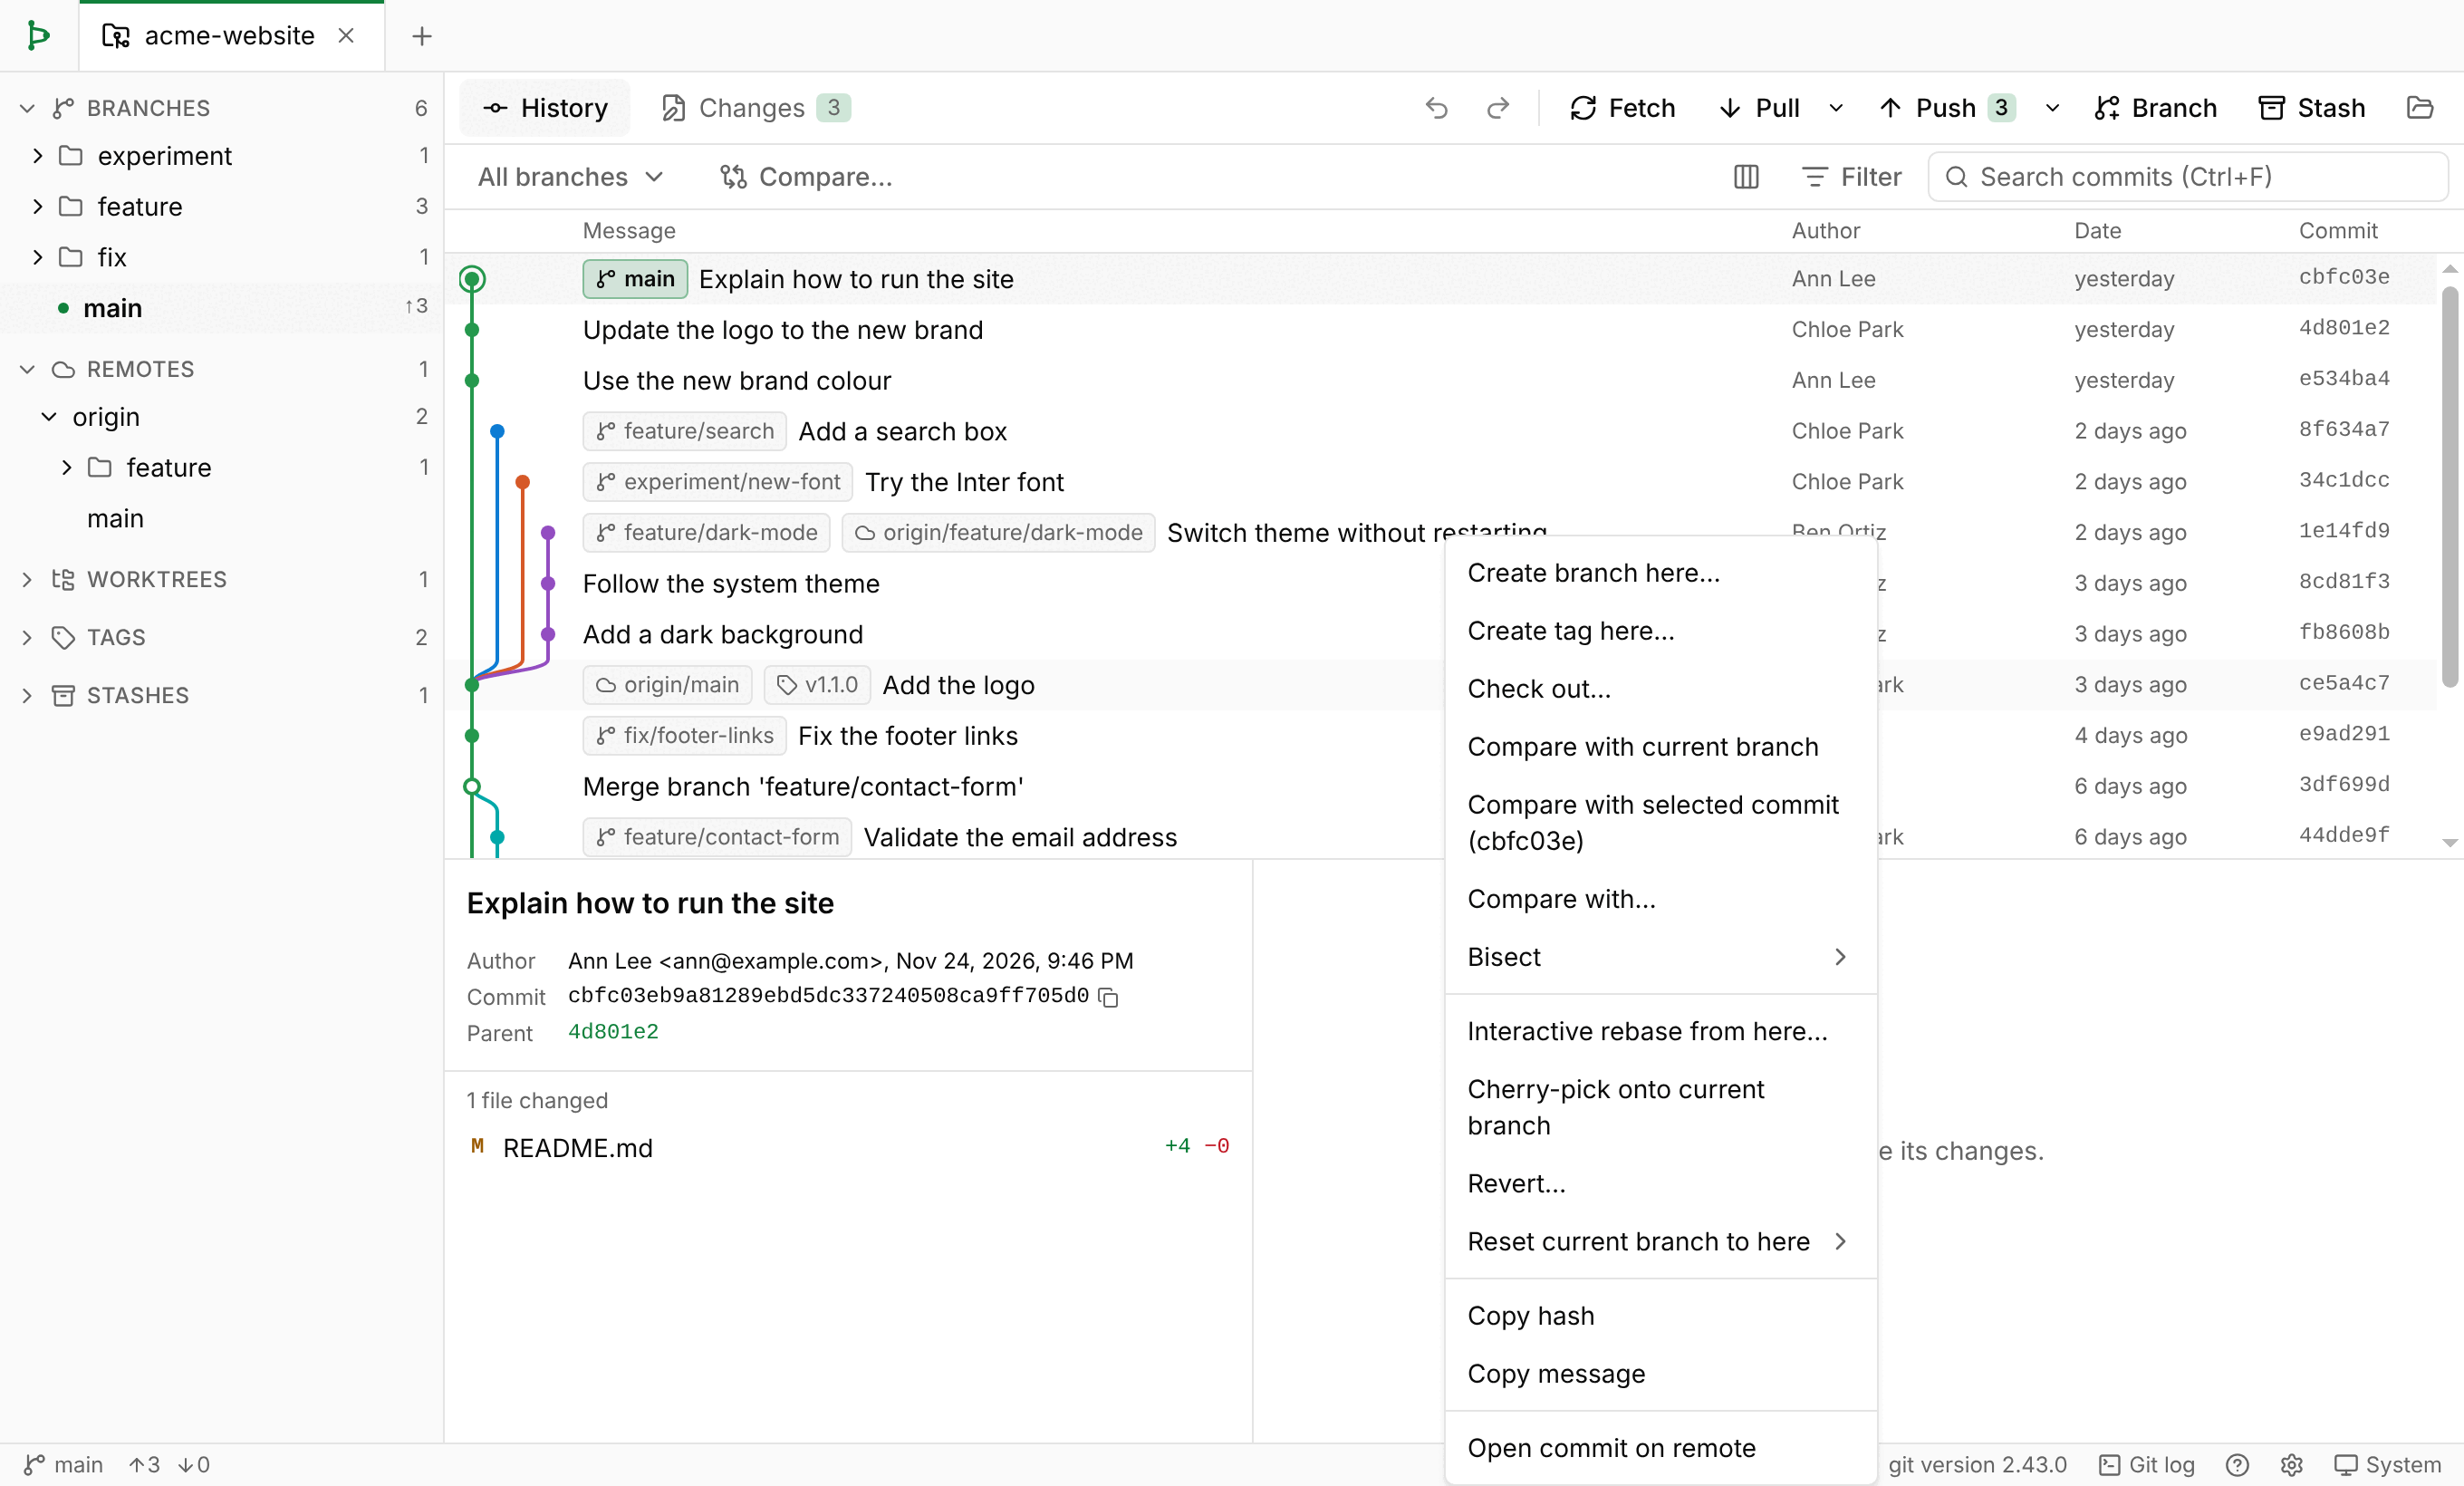 acme-website
BRANCHES 6
experiment 1
feature 3
fix 1
main ↑3
REMOTES 1
origin 2
feature 1
main
WORKTREES 1
TAGS 2
STASHES 1
History Changes 3 Fetch Pull Push 3 Branch Stash
All branches Compare... Filter Search commits (Ctrl+F)
Message Author Date Commit
main Explain how to run the site Ann Lee yesterday cbfc03e
Update the logo to the new brand Chloe Park yesterday 4d801e2
Use the new brand colour Ann Lee yesterday e534ba4
feature/search Add a search box Chloe Park 2 days ago 8f634a7
experiment/new-font Try the Inter font Chloe Park 2 days ago 34c1dcc
feature/dark-mode origin/feature/dark-mode Switch theme without restarting Ben Ortiz 2 days ago 1e14fd9
Follow the system theme z 3 days ago 8cd81f3
Add a dark background z 3 days ago fb8608b
origin/main v1.1.0 Add the logo ark 3 days ago ce5a4c7
fix/footer-links Fix the footer links 4 days ago e9ad291
Merge branch 'feature/contact-form' 6 days ago 3df699d
feature/contact-form Validate the email address ark 6 days ago 44dde9f
Create branch here...
Create tag here...
Check out...
Compare with current branch
Compare with selected commit
(cbfc03e)
Compare with...
Bisect
Interactive rebase from here...
Cherry-pick onto current
branch
Revert...
Reset current branch to here
Copy hash
Copy message
Open commit on remote
Explain how to run the site
Author Ann Lee <ann@example.com>, Nov 24, 2026, 9:46 PM
Commit cbfc03eb9a81289ebd5dc337240508ca9ff705d0
Parent 4d801e2
1 file changed
M README.md +4 −0
e its changes.
main ↑3 ↓0 git version 2.43.0 Git log System